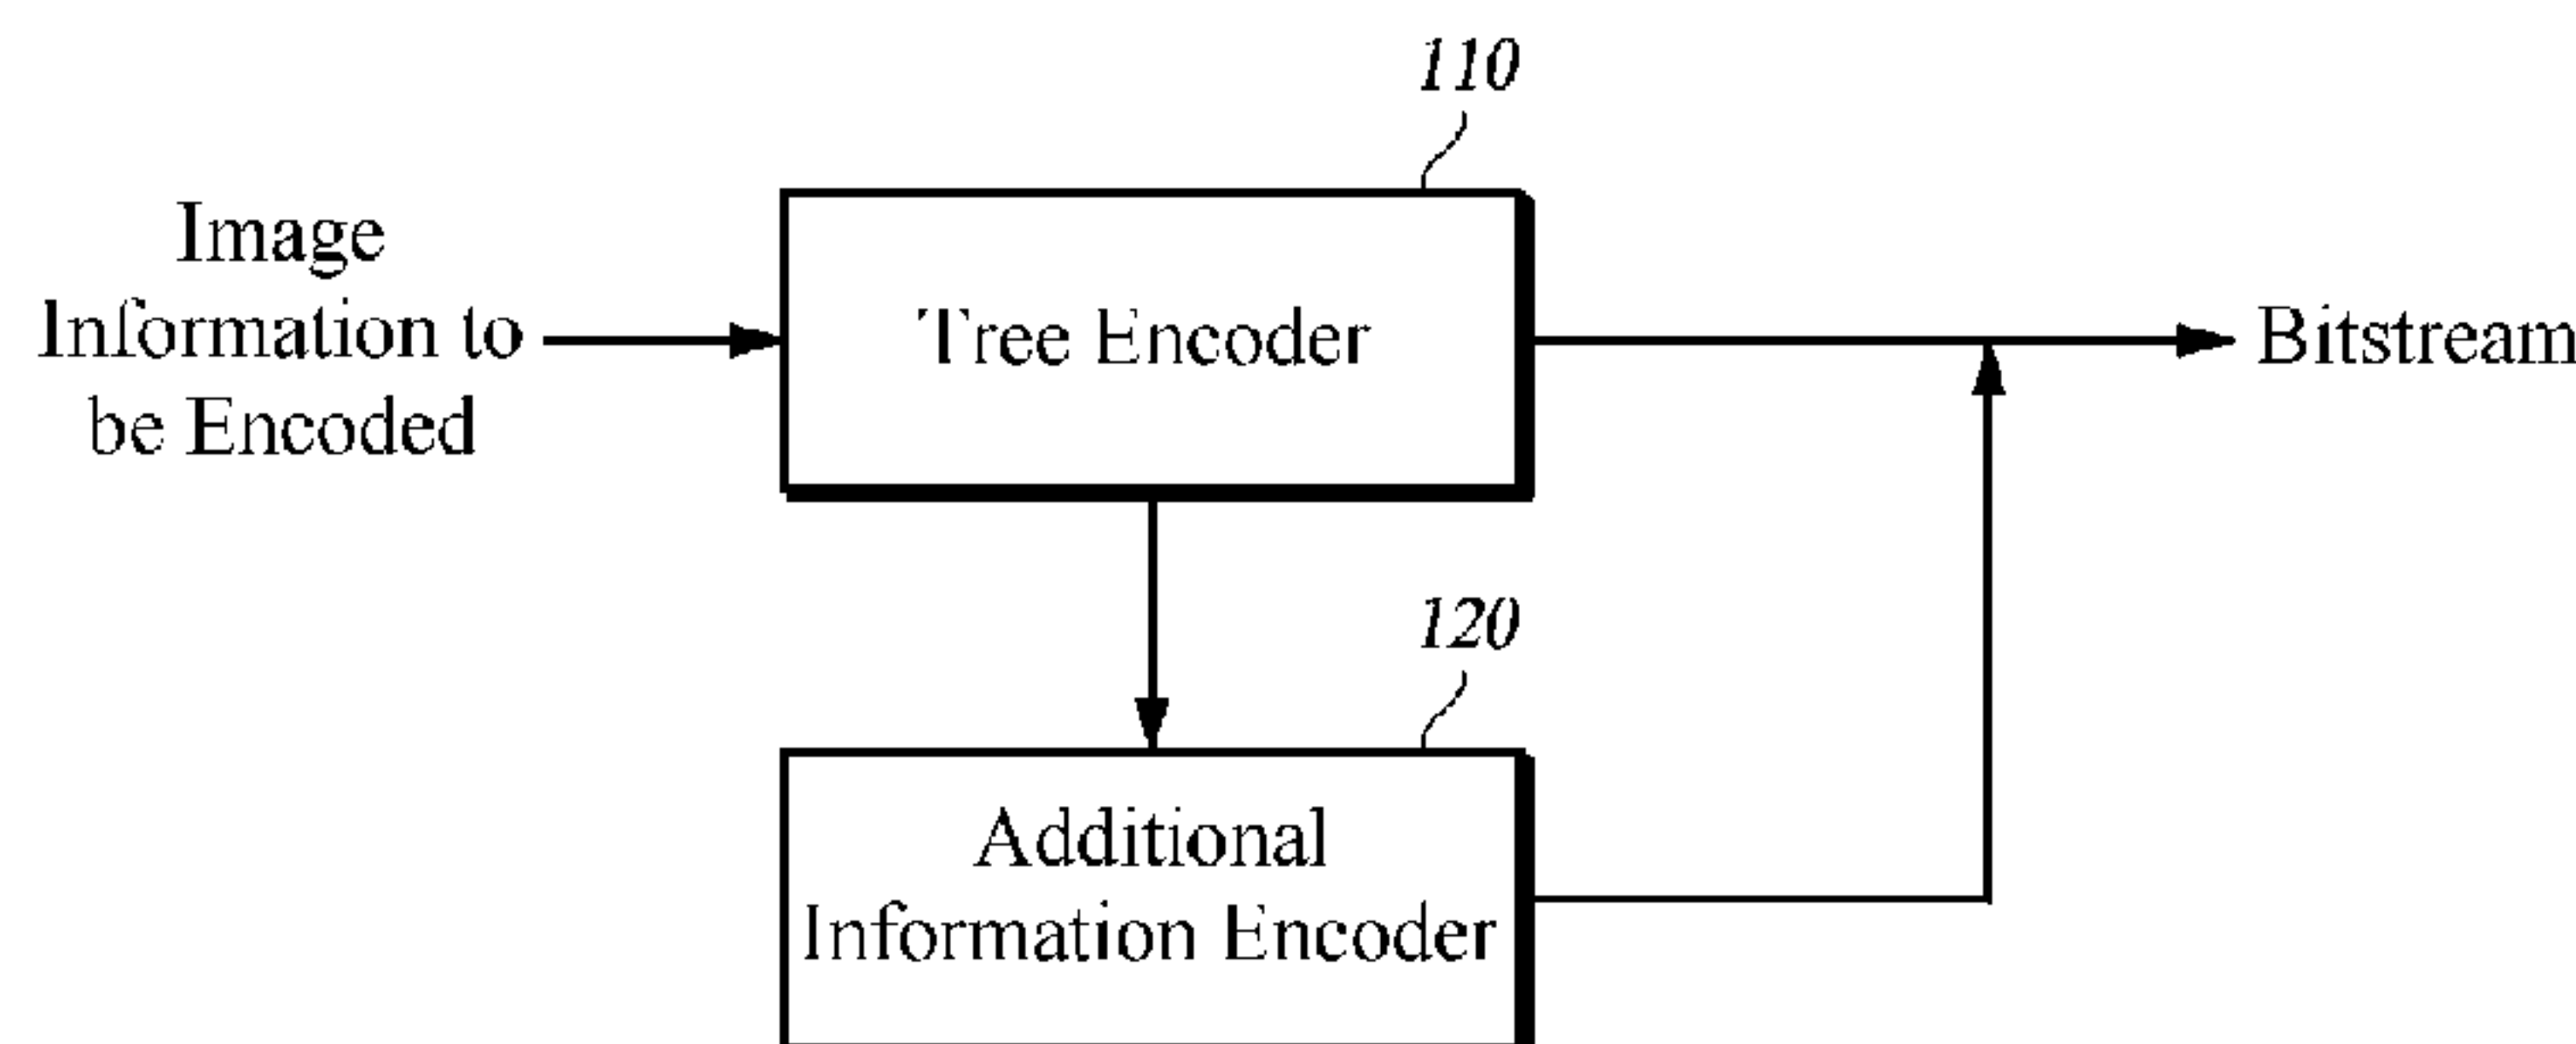 110
Image
Information to
be Encoded
Tree Encoder
Bitstream
120
Additional
Information Encoder